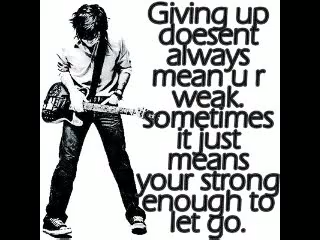 Giving up
doesent
always
mean u r
weak.
sometimes
it just
means
your strong
enough to
let go.